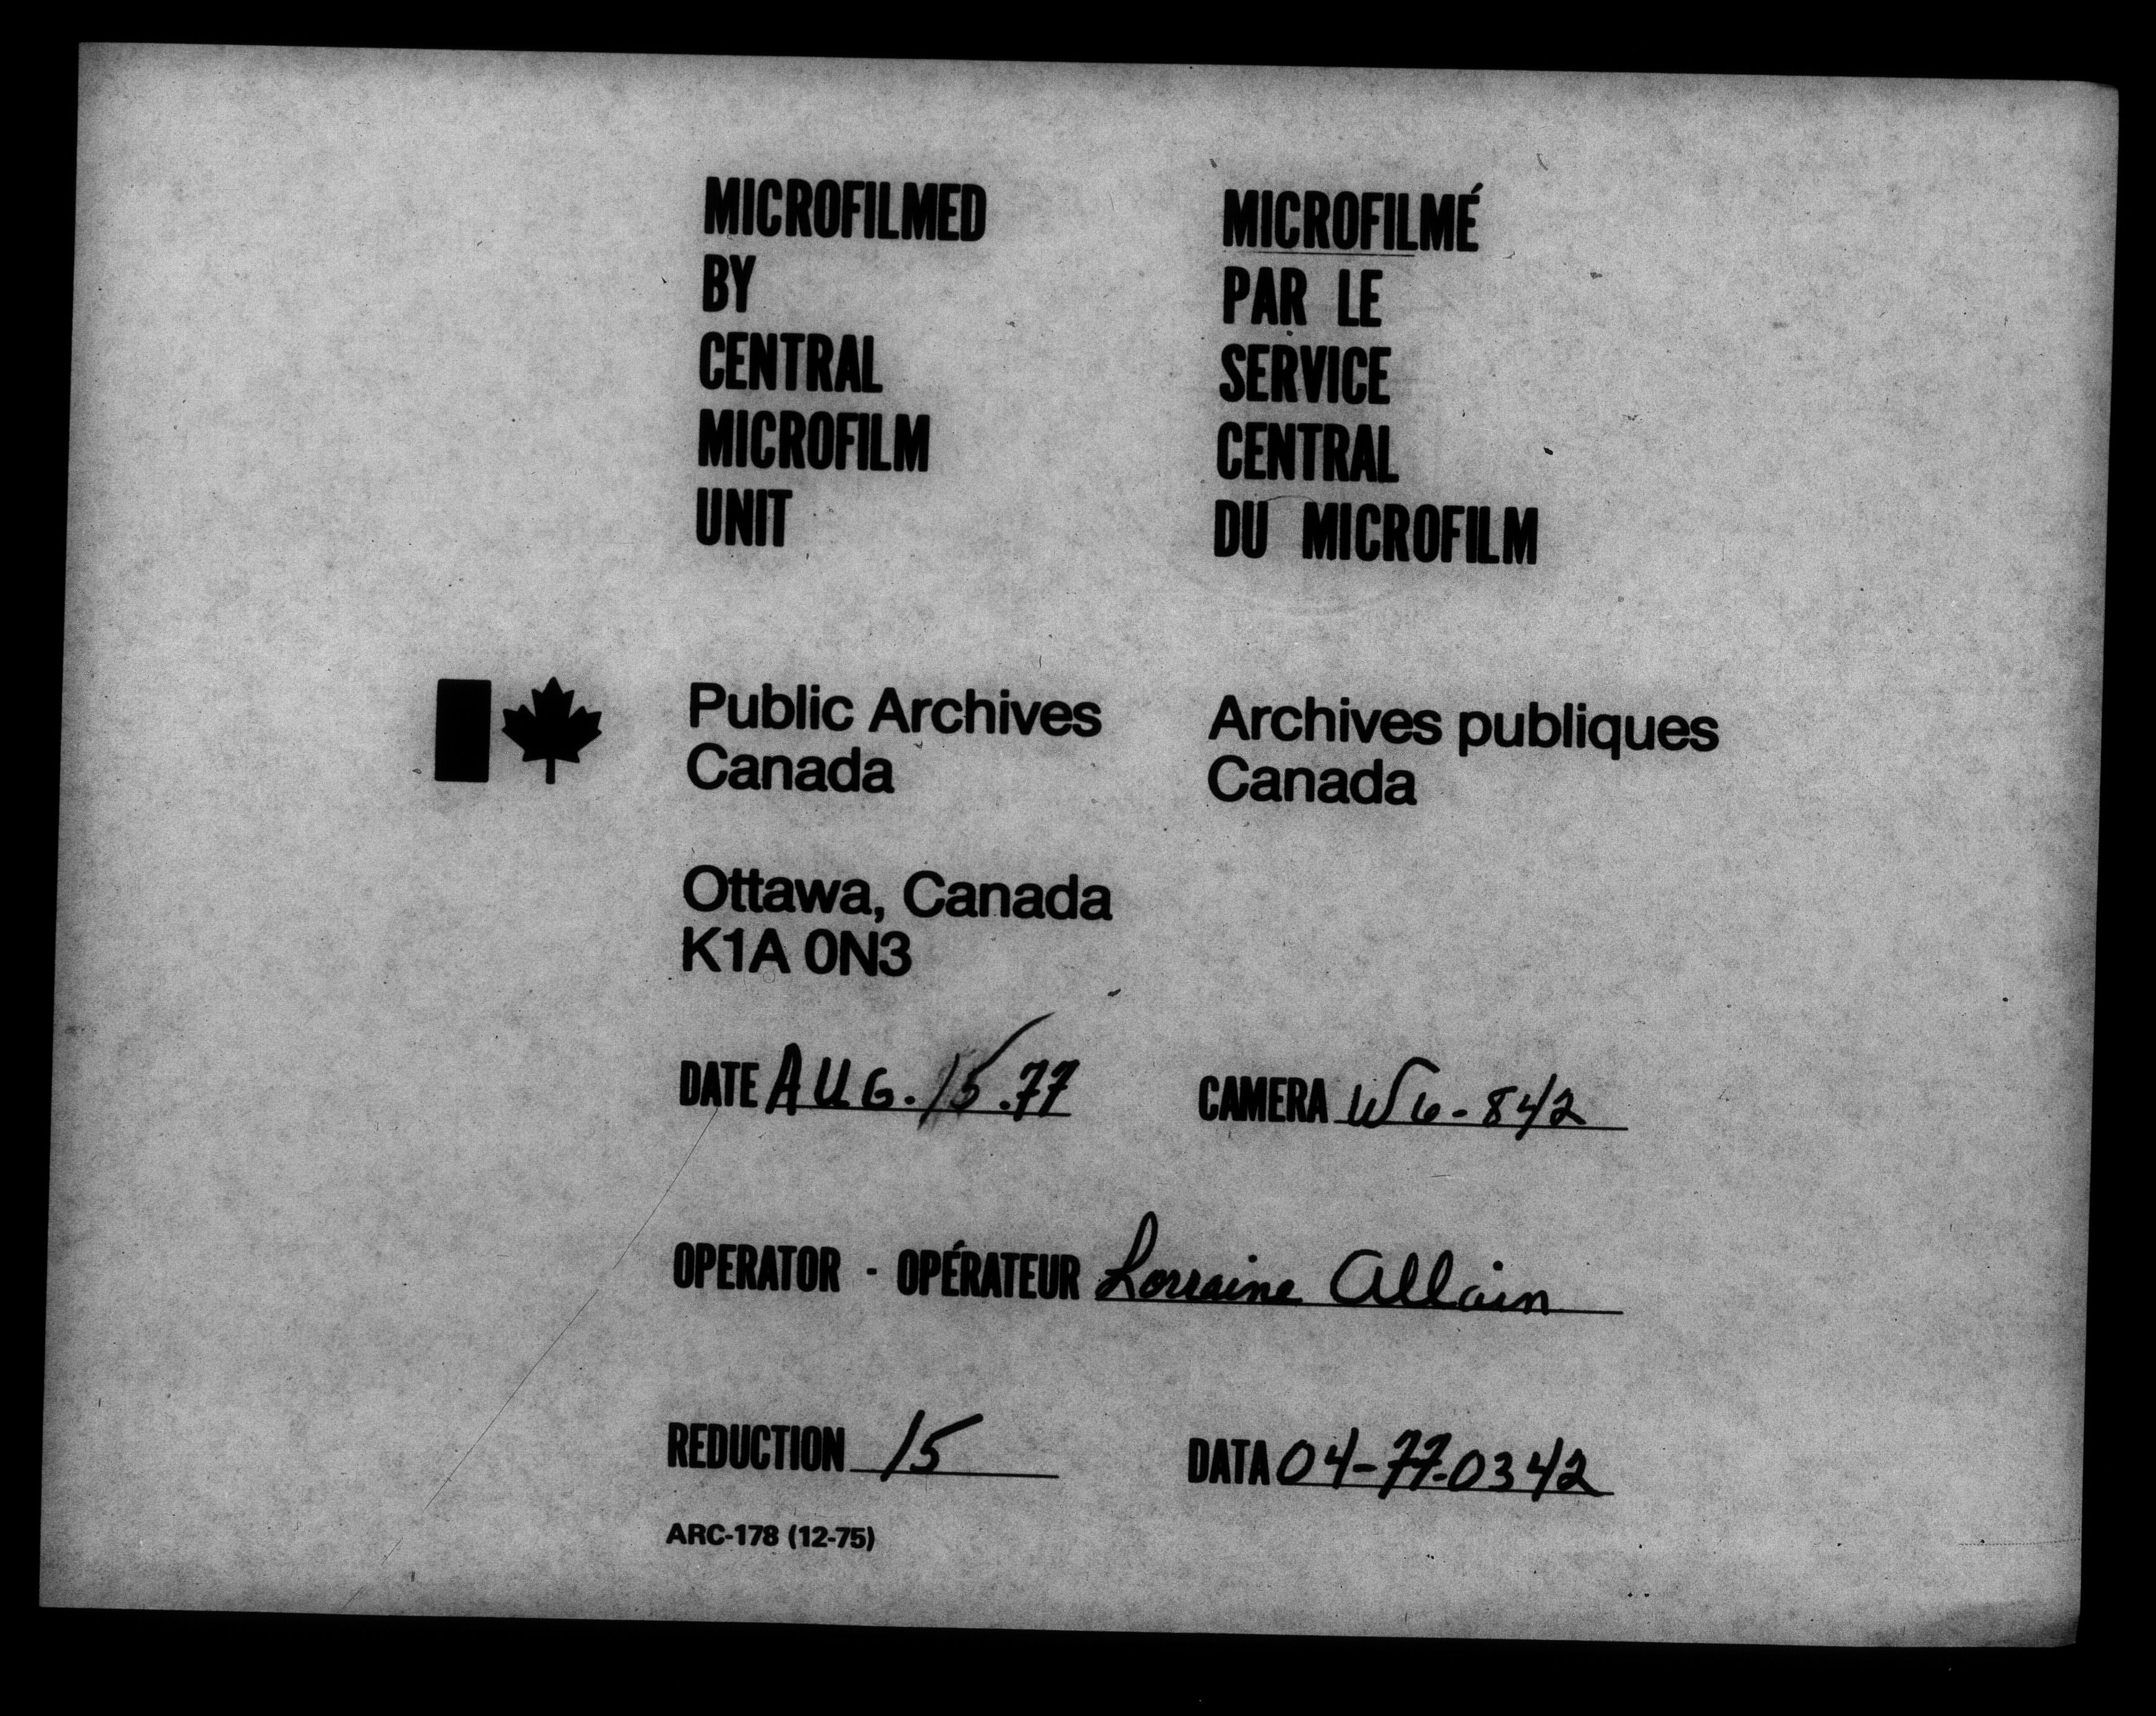 MICROFILMED
BY
CENTRAL
MICROFILM
UNIT
MICROFILMÉ
PAR LE
SERVICE
CENTRAL
DU MICROFILM
Public Archives
Canada
Archives publiques
Canada
Ottawa, Canada
K1A 0N3
DATE AUG. 15.77
CAMERA W6-842
OPERATOR - OPÉRATEUR Lorraine Allain
REDUCTION 15
DATA 04-77-0342
ARC-178 (12-75)